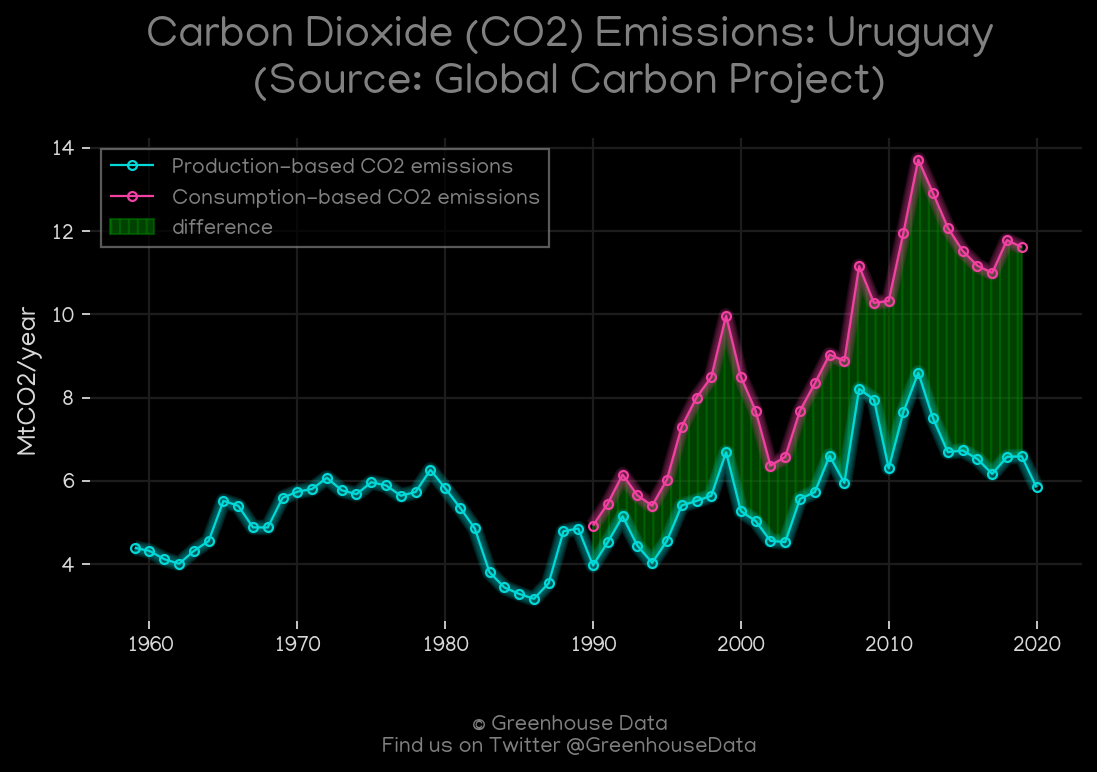 Carbon Dioxide (CO2) Emissions: Uruguay
(Source: Global Carbon Project)
14
12
10
8
6
4
MtCO2/year
Production-based CO2 emissions
Consumption-based CO2 emissions
difference
1960
1970
1980
1990
2000
2010
2020
© Greenhouse Data
Find us on Twitter @GreenhouseData